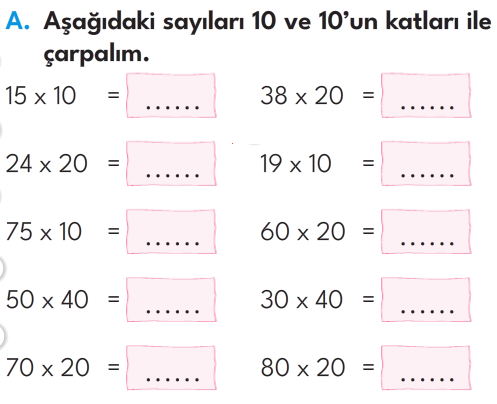 A. Aşağıdaki sayıları 10 ve 10’un katları ile
çarpalım.
15 x 10 = ...... 38 x 20 = ......
24 x 20 = ...... 19 x 10 = ......
75 x 10 = ...... 60 x 20 = ......
50 x 40 = ...... 30 x 40 = ......
70 x 20 = ...... 80 x 20 = ......